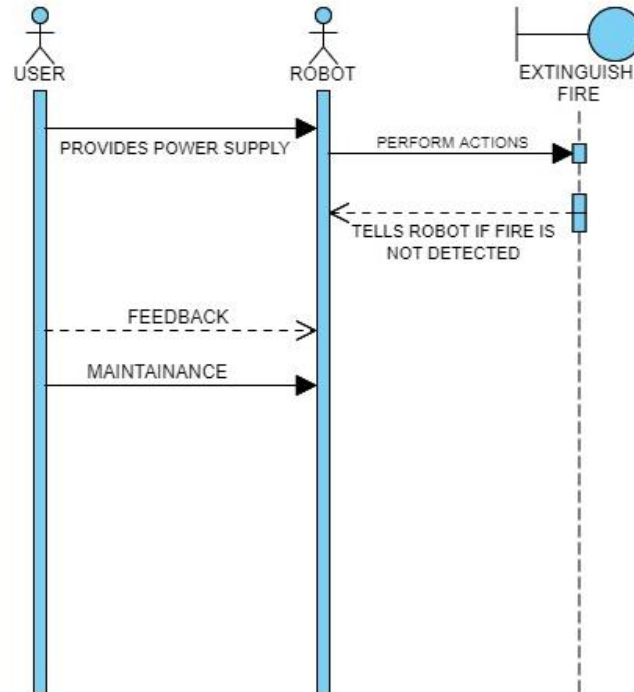 USER
ROBOT
EXTINGUISH
FIRE
PROVIDES POWER SUPPLY
PERFORM ACTIONS
TELLS ROBOT IF FIRE IS
NOT DETECTED
FEEDBACK
MAINTAINANCE